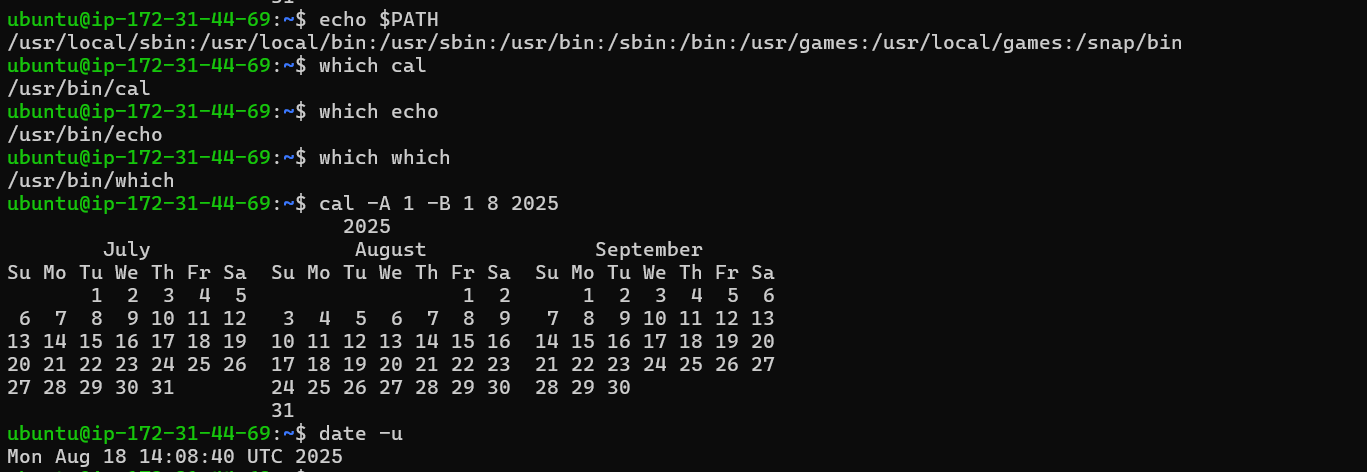 31
ubuntu@ip-172-31-44-69:~$ echo $PATH
/usr/local/sbin:/usr/local/bin:/usr/sbin:/usr/bin:/sbin:/bin:/usr/games:/usr/local/games:/snap/bin
ubuntu@ip-172-31-44-69:~$ which cal
/usr/bin/cal
ubuntu@ip-172-31-44-69:~$ which echo
/usr/bin/echo
ubuntu@ip-172-31-44-69:~$ which which
/usr/bin/which
ubuntu@ip-172-31-44-69:~$ cal -A 1 -B 1 8 2025
                            2025
        July                 August              September
Su Mo Tu We Th Fr Sa  Su Mo Tu We Th Fr Sa  Su Mo Tu We Th Fr Sa
       1  2  3  4  5                  1  2      1  2  3  4  5  6
 6  7  8  9 10 11 12   3  4  5  6  7  8  9   7  8  9 10 11 12 13
13 14 15 16 17 18 19  10 11 12 13 14 15 16  14 15 16 17 18 19 20
20 21 22 23 24 25 26  17 18 19 20 21 22 23  21 22 23 24 25 26 27
27 28 29 30 31        24 25 26 27 28 29 30  28 29 30
                      31
ubuntu@ip-172-31-44-69:~$ date -u
Mon Aug 18 14:08:40 UTC 2025